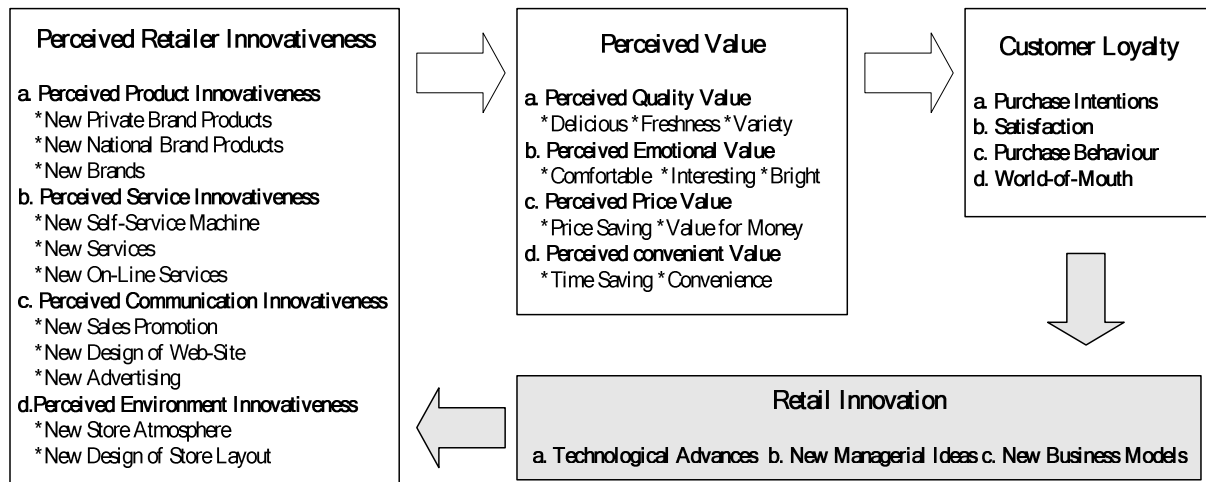 Perceived Retailer Innovativeness
a. Perceived Product Innovativeness
*New Private Brand Products
*New National Brand Products
*New Brands
b. Perceived Service Innovativeness
*New Self-Service Machine
*New Services
*New On-Line Services
c. Perceived Communication Innovativeness
*New Sales Promotion
*New Design of Web-Site
*New Advertising
d.Perceived Environment Innovativeness
*New Store Atmosphere
*New Design of Store Layout
Perceived Value
a. Perceived Quality Value
*Delicious *Freshness *Variety
b. Perceived Emotional Value
*Comfortable *Interesting *Bright
c. Perceived Price Value
*Price Saving *Value for Money
d. Perceived convenient Value
*Time Saving *Convenience
Customer Loyalty
a. Purchase Intentions
b. Satisfaction
c. Purchase Behaviour
d. World-of-Mouth
Retail Innovation
a. Technological Advances b. New Managerial Ideas c. New Business Models